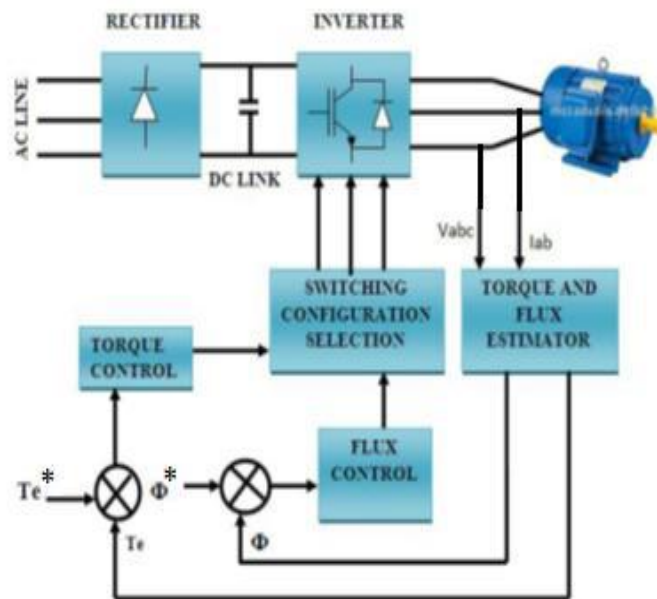 RECTIFIER
INVERTER
AC LINE
DC LINK
Vabc
Iab
SWITCHING
CONFIGURATION
SELECTION
TORQUE AND
FLUX
ESTIMATOR
TORQUE
CONTROL
FLUX
CONTROL
Te*
Φ*
Te
Φ